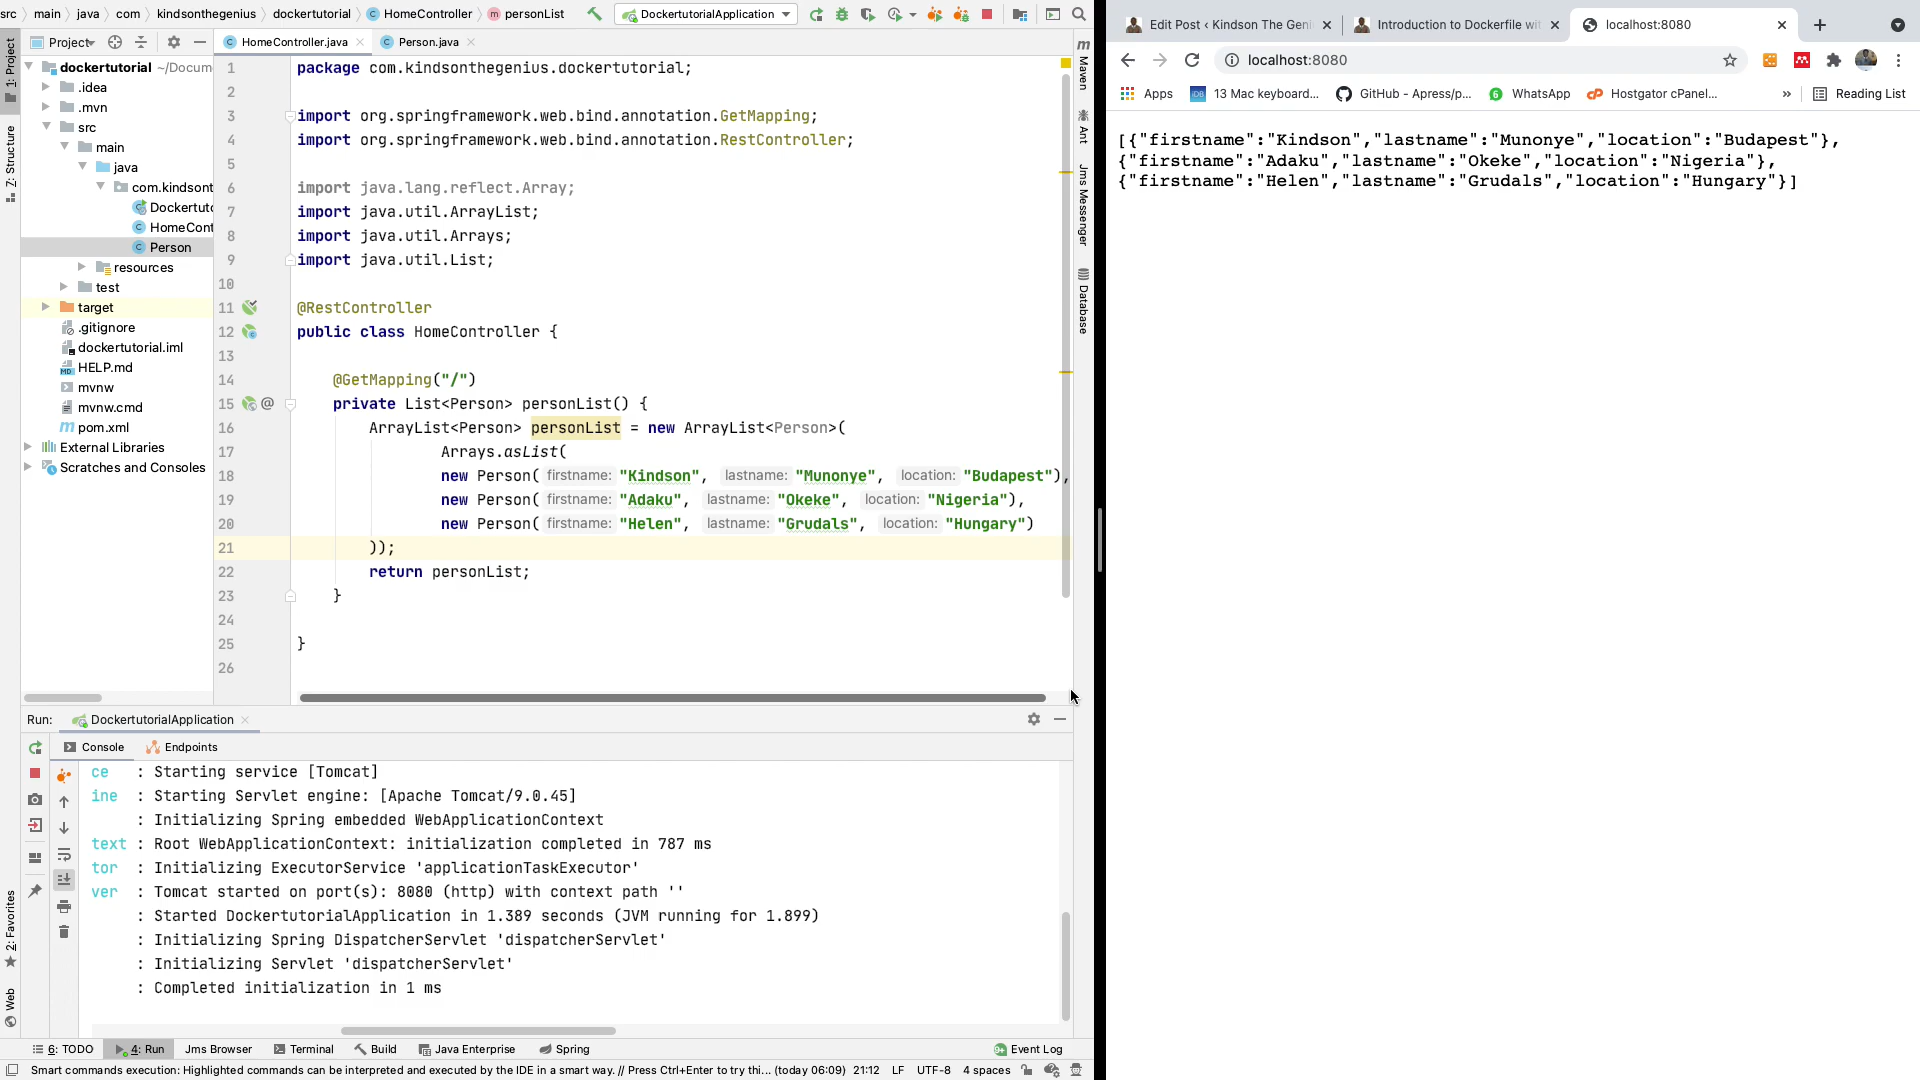 src main java com kindsonthegenius dockertutorial HomeController personList DockertutorialApplication
Project HomeController.java Person.java
1: Project
Z: Structure
2: Favorites
Web
dockertutorial ~/Docum
.idea
.mvn
src
main
java
com.kindsont
Dockertuto
HomeCont
Person
resources
test
target
.gitignore
dockertutorial.iml
HELP.md
mvnw
mvnw.cmd
pom.xml
External Libraries
Scratches and Consoles
1 package com.kindsonthegenius.dockertutorial;
2
3 import org.springframework.web.bind.annotation.GetMapping;
4 import org.springframework.web.bind.annotation.RestController;
5
6 import java.lang.reflect.Array;
7 import java.util.ArrayList;
8 import java.util.Arrays;
9 import java.util.List;
10
11 @RestController
12 public class HomeController {
13
14 @GetMapping("/")
15 @ private List<Person> personList() {
16 ArrayList<Person> personList = new ArrayList<Person>(
17 Arrays.asList(
18 new Person( firstname: "Kindson", lastname: "Munonye", location: "Budapest"),
19 new Person( firstname: "Adaku", lastname: "Okeke", location: "Nigeria"),
20 new Person( firstname: "Helen", lastname: "Grudals", location: "Hungary")
21 ));
22 return personList;
23 }
24
25 }
26
Maven
Ant
Jms Messenger
Database
Run: DockertutorialApplication
Console Endpoints
ce : Starting service [Tomcat]
ine : Starting Servlet engine: [Apache Tomcat/9.0.45]
: Initializing Spring embedded WebApplicationContext
text : Root WebApplicationContext: initialization completed in 787 ms
tor : Initializing ExecutorService 'applicationTaskExecutor'
ver : Tomcat started on port(s): 8080 (http) with context path ''
: Started DockertutorialApplication in 1.389 seconds (JVM running for 1.899)
: Initializing Spring DispatcherServlet 'dispatcherServlet'
: Initializing Servlet 'dispatcherServlet'
: Completed initialization in 1 ms
6: TODO 4: Run Jms Browser Terminal Build Java Enterprise Spring Event Log
Smart commands execution: Highlighted commands can be interpreted and executed by the IDE in a smart way. // Press Ctrl+Enter to try thi... (today 06:09) 21:12 LF UTF-8 4 spaces
Edit Post ‹ Kindson The Geni Introduction to Dockerfile wit localhost:8080
localhost:8080
Apps 13 Mac keyboard... GitHub - Apress/p... WhatsApp Hostgator cPanel... » Reading List
[{"firstname":"Kindson","lastname":"Munonye","location":"Budapest"},
{"firstname":"Adaku","lastname":"Okeke","location":"Nigeria"},
{"firstname":"Helen","lastname":"Grudals","location":"Hungary"}]